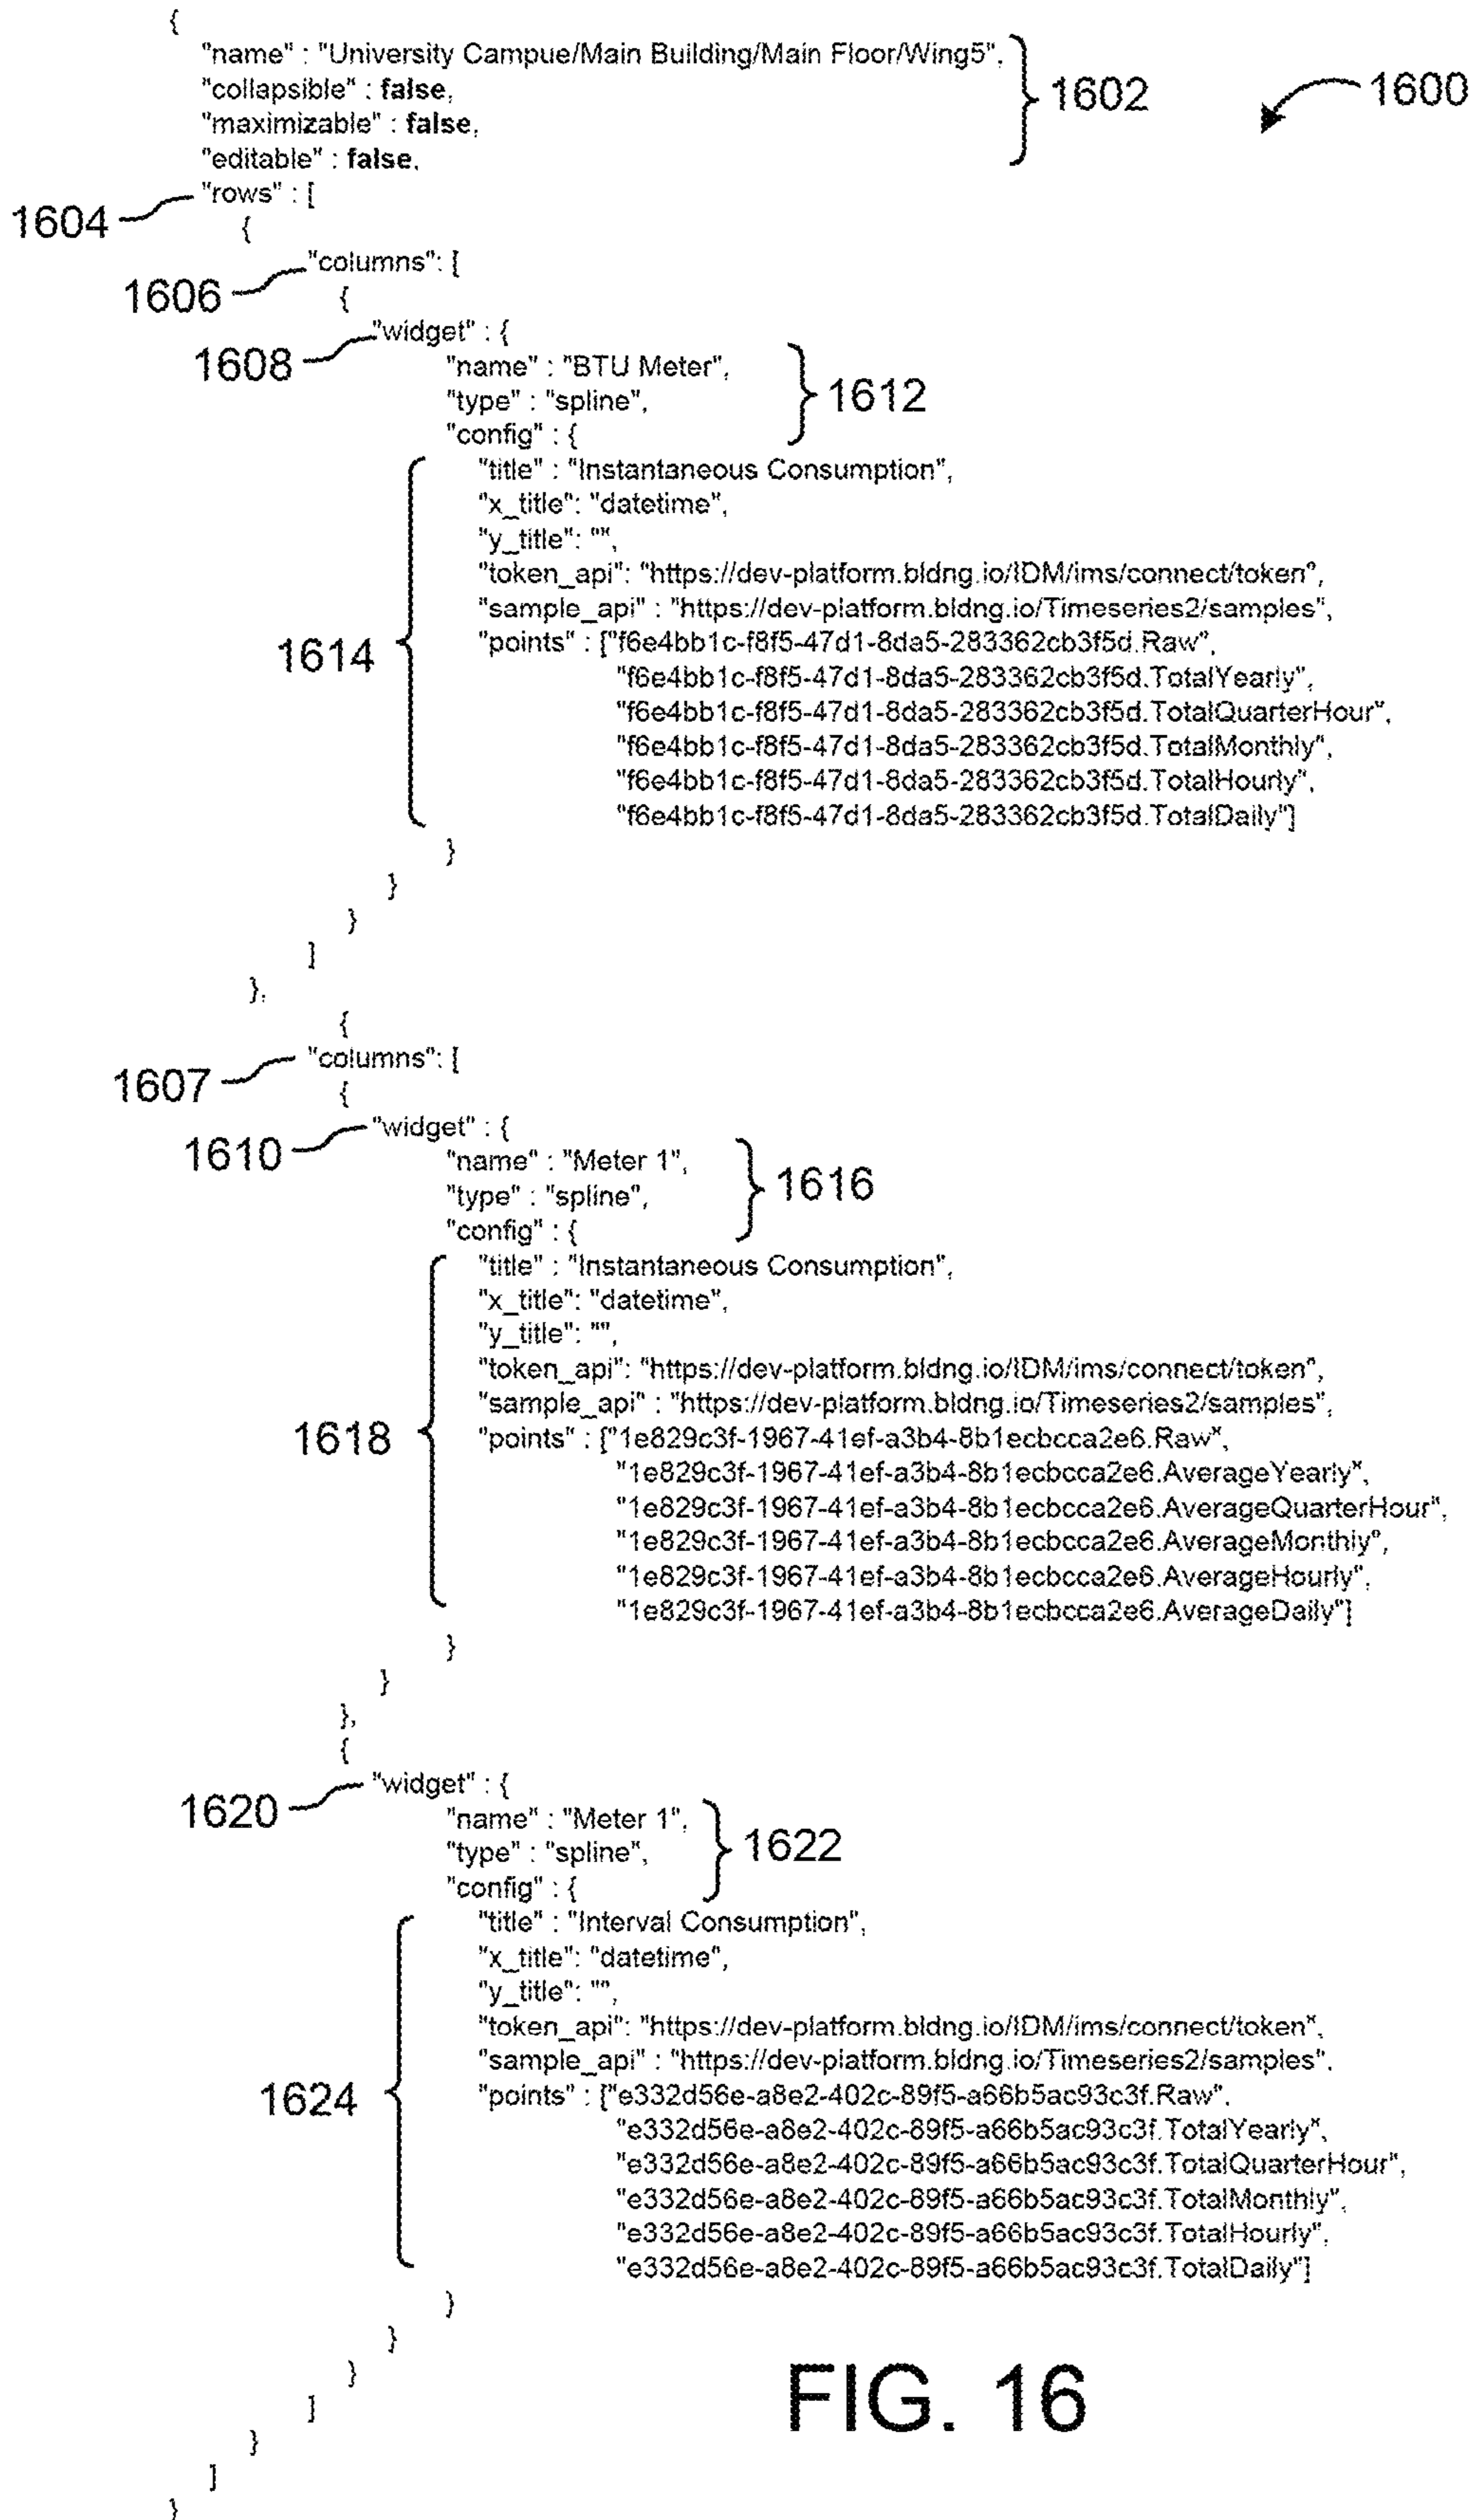 {
"name" : "University Campue/Main Building/Main Floor/Wing5",
"collapsible" : false,
1602
1600
"maximizable" : false,
"editable" : false,
1604
"rows" : [
{
"columns": [
1606
{
"widget" : {
1608
"name" : "BTU Meter",
"type" : "spline",
1612
"config" : {
"title" : "Instantaneous Consumption",
"x_title": "datetime",
"y_title": "",
"token_api": "https://dev-platform.bldng.io/IDM/ims/connect/token",
"sample_api" : "https://dev-platform.bldng.io/Timeseries2/samples",
1614
"points" : ["f6e4bb1c-f8f5-47d1-8da5-283362cb3f5d.Raw",
"f6e4bb1c-f8f5-47d1-8da5-283362cb3f5d.TotalYearly",
"f6e4bb1c-f8f5-47d1-8da5-283362cb3f5d.TotalQuarterHour",
"f6e4bb1c-f8f5-47d1-8da5-283362cb3f5d.TotalMonthly",
"f6e4bb1c-f8f5-47d1-8da5-283362cb3f5d.TotalHourly",
"f6e4bb1c-f8f5-47d1-8da5-283362cb3f5d.TotalDaily"]
}
}
}
]
},
{
"columns": [
1607
{
"widget" : {
1610
"name" : "Meter 1",
"type" : "spline",
1616
"config" : {
"title" : "Instantaneous Consumption",
"x_title": "datetime",
"y_title": "",
"token_api": "https://dev-platform.bldng.io/IDM/ims/connect/token",
"sample_api" : "https://dev-platform.bldng.io/Timeseries2/samples",
1618
"points" : ["1e829c3f-1967-41ef-a3b4-8b1ecbcca2e6.Raw",
"1e829c3f-1967-41ef-a3b4-8b1ecbcca2e6.AverageYearly",
"1e829c3f-1967-41ef-a3b4-8b1ecbcca2e6.AverageQuarterHour",
"1e829c3f-1967-41ef-a3b4-8b1ecbcca2e6.AverageMonthly",
"1e829c3f-1967-41ef-a3b4-8b1ecbcca2e6.AverageHourly",
"1e829c3f-1967-41ef-a3b4-8b1ecbcca2e6.AverageDaily"]
}
}
},
{
"widget" : {
1620
"name" : "Meter 1",
"type" : "spline",
1622
"config" : {
"title" : "Interval Consumption",
"x_title": "datetime",
"y_title": "",
"token_api": "https://dev-platform.bldng.io/IDM/ims/connect/token",
"sample_api" : "https://dev-platform.bldng.io/Timeseries2/samples",
1624
"points" : ["e332d56e-a8e2-402c-89f5-a66b5ac93c3f.Raw",
"e332d56e-a8e2-402c-89f5-a66b5ac93c3f.TotalYearly",
"e332d56e-a8e2-402c-89f5-a66b5ac93c3f.TotalQuarterHour",
"e332d56e-a8e2-402c-89f5-a66b5ac93c3f.TotalMonthly",
"e332d56e-a8e2-402c-89f5-a66b5ac93c3f.TotalHourly",
"e332d56e-a8e2-402c-89f5-a66b5ac93c3f.TotalDaily"]
}
}
}
]
}
]
}
FIG. 16